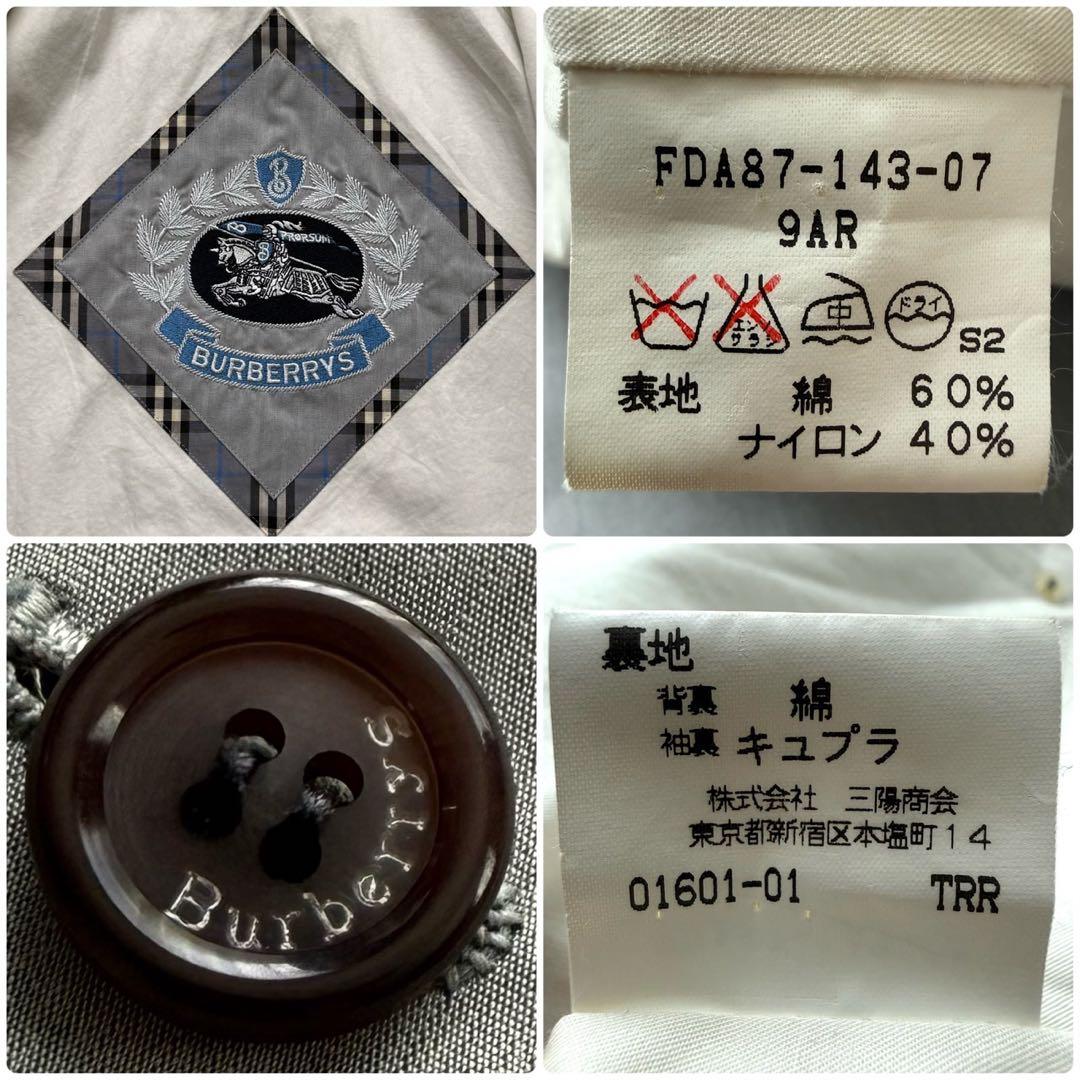 B
B
PRORSUM
B
BURBERRYS
FDA87-143-07
9AR
エンソ
サラシ
中
ドライ
S2
表地 綿 60%
ナイロン 40%
Burberrys
裏地
背裏 綿
袖裏 キュプラ
株式会社 三陽商会
東京都新宿区本塩町14
01601-01 TRR